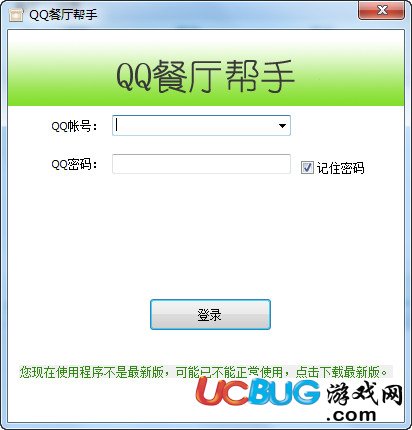 QQ餐厅帮手
QQ餐厅帮手
QQ帐号：
QQ密码：
记住密码
登录
您现在使用程序不是最新版，可能已不能正常使用，点击下载最新版。
UCBUG游戏网
.com